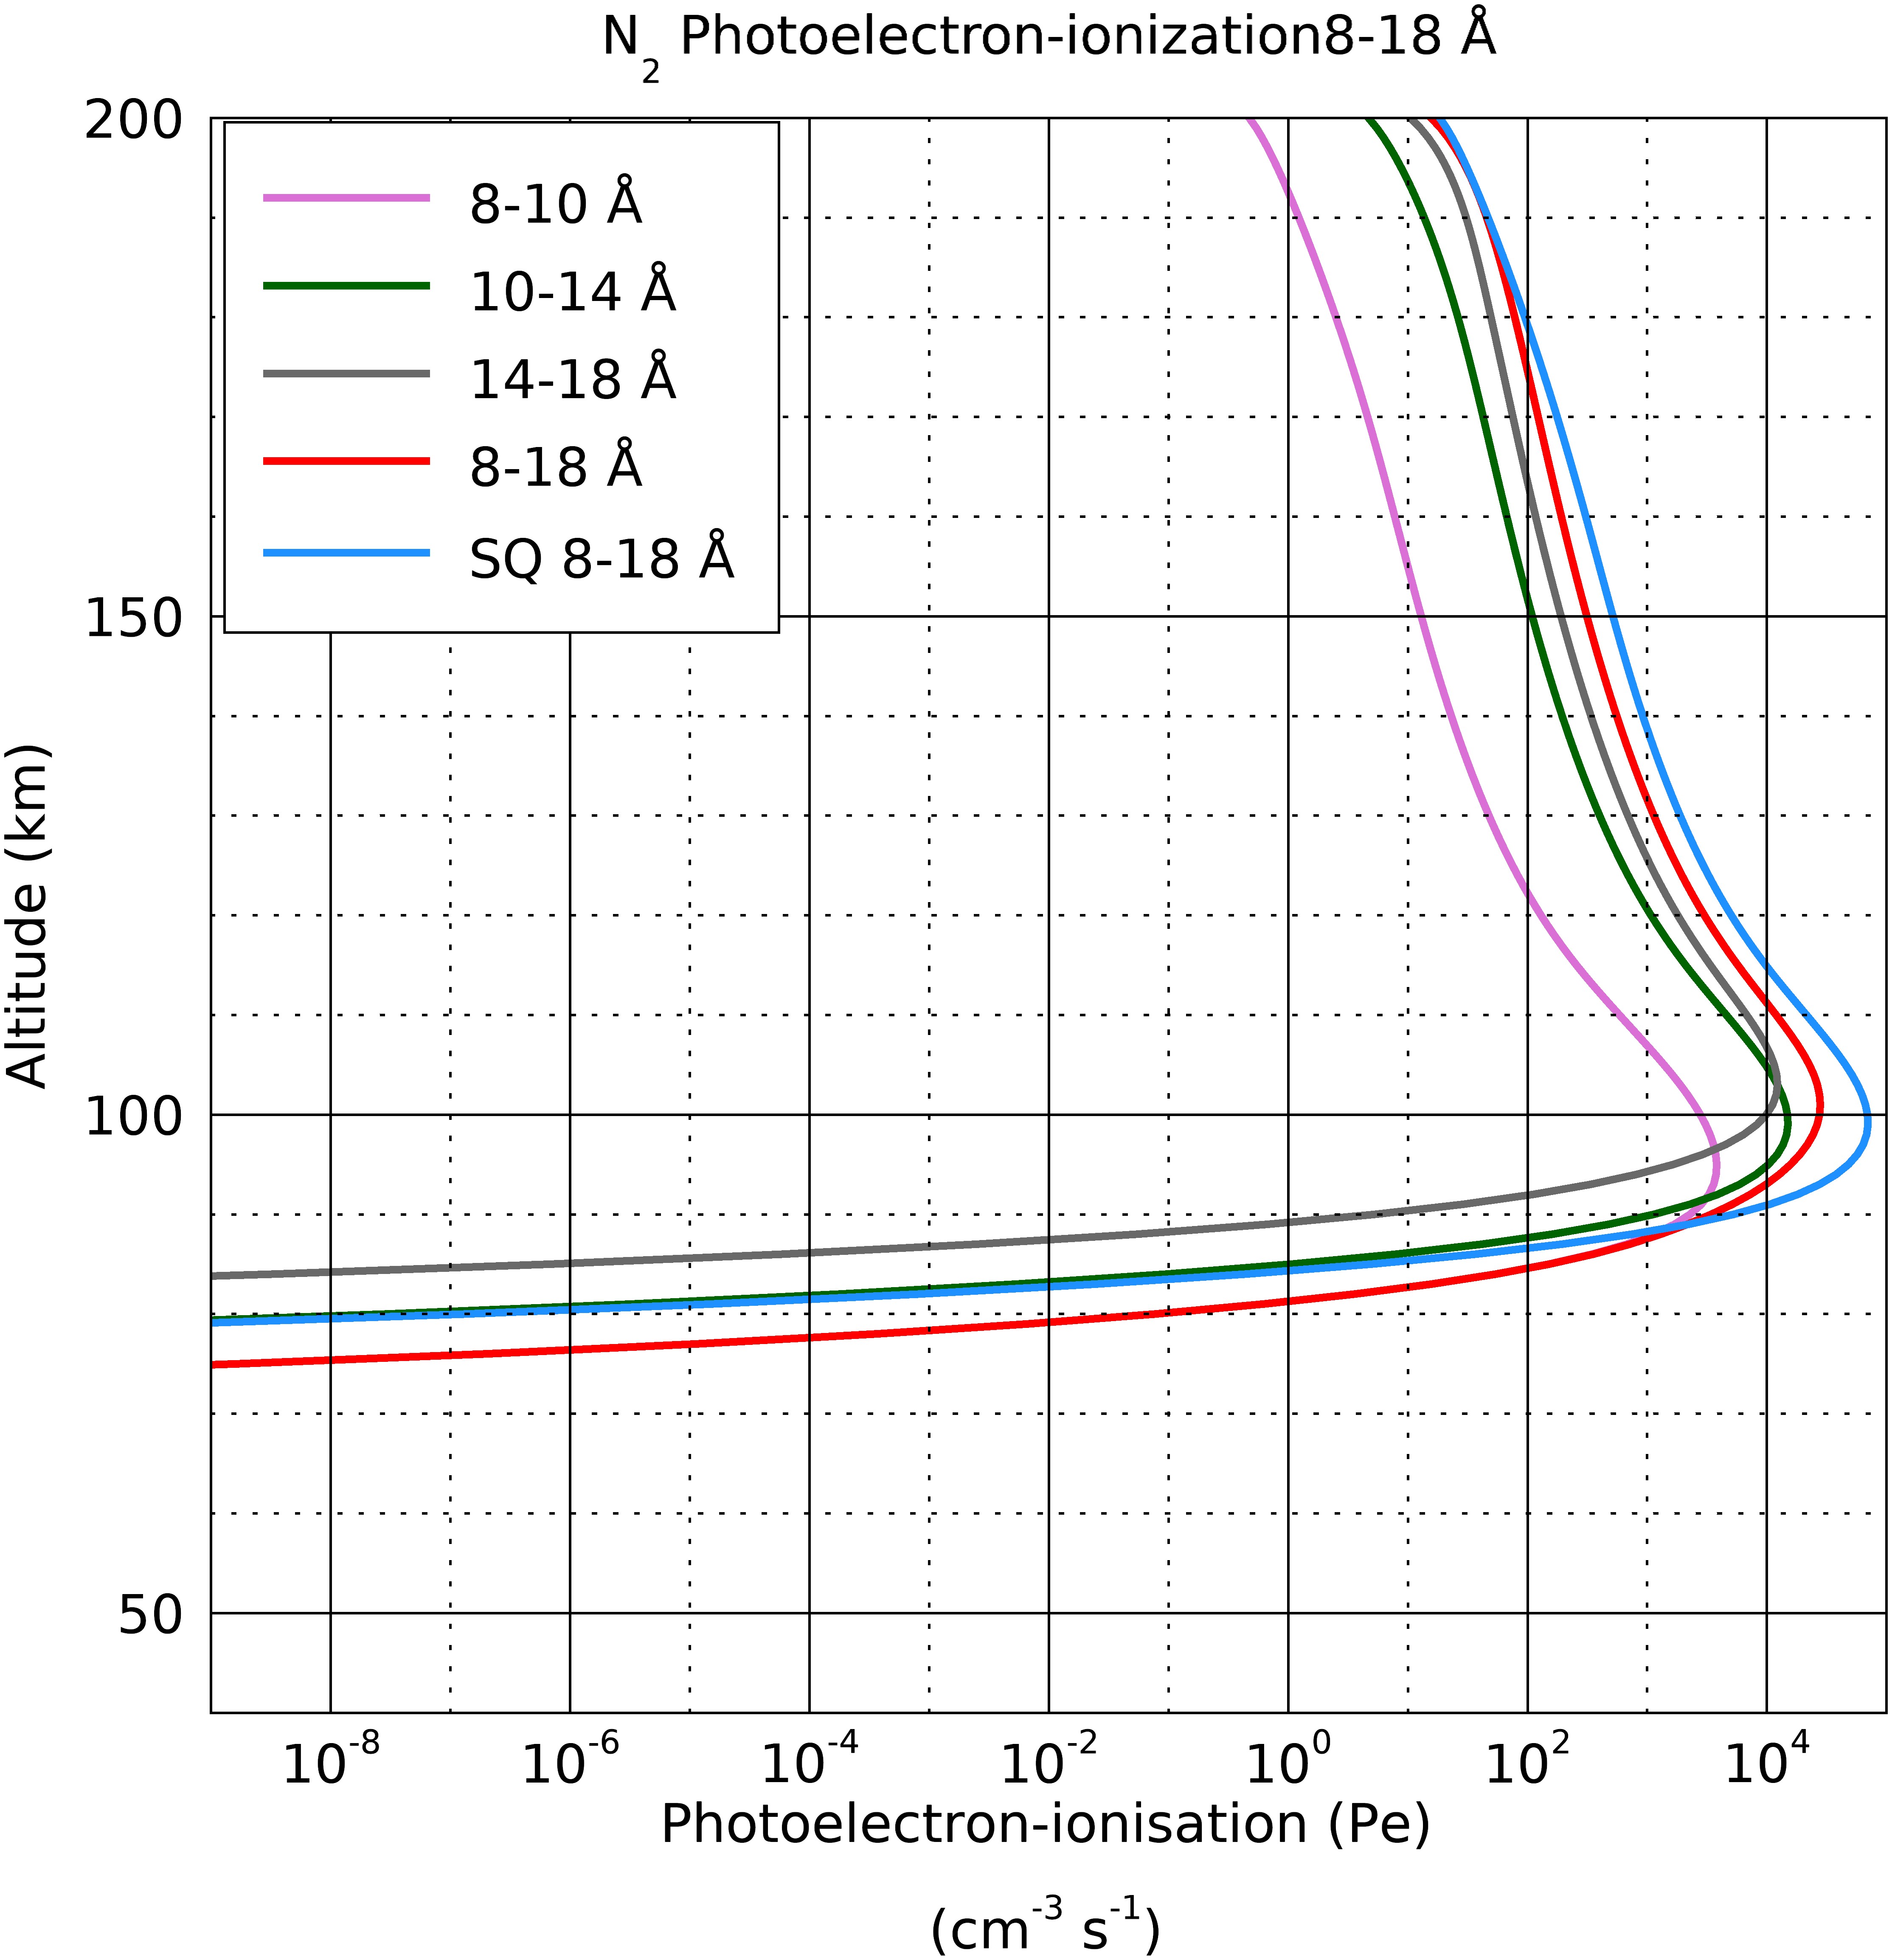 N₂ Photoelectron-ionization8-18 Å
8-10 Å
10-14 Å
14-18 Å
8-18 Å
SQ 8-18 Å
200
150
100
50
Altitude (km)
10⁻⁸ 10⁻⁶ 10⁻⁴ 10⁻² 10⁰ 10² 10⁴
Photoelectron-ionisation (Pe)
(cm⁻³ s⁻¹)